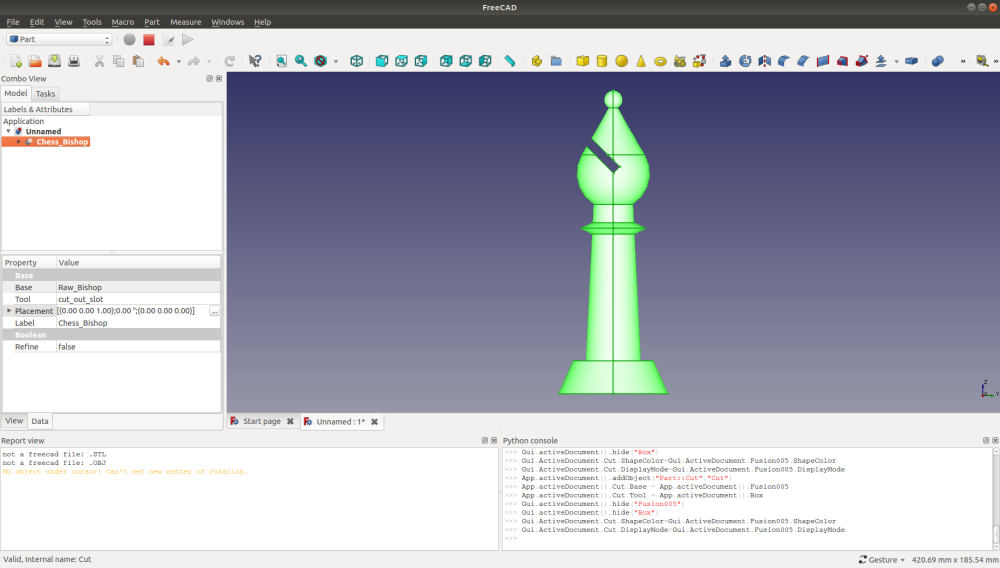 FreeCAD
File Edit View Tools Macro Part Measure Windows Help
Part
Combo View
Model Tasks
Labels & Attributes
Application
Unnamed
Chess_Bishop
Property Value
Base
Base Raw_Bishop
Tool cut_out_slot
Placement [(0.00 0.00 1.00);0.00 °;(0.00 0.00 0.00)]
...
Label Chess_Bishop
Boolean
Refine false
View Data
Z
Y
Start page
Unnamed : 1*
Report view
not a freecad file: .STL
not a freecad file: .OBJ
No object under cursor! Can't set new center of rotation.
Python console
>>> Gui.activeDocument().hide("Box")
>>> Gui.ActiveDocument.Cut.ShapeColor=Gui.ActiveDocument.Fusion005.ShapeColor
>>> Gui.ActiveDocument.Cut.DisplayMode=Gui.ActiveDocument.Fusion005.DisplayMode
>>> App.activeDocument().addObject("Part::Cut","Cut")
>>> App.activeDocument().Cut.Base = App.activeDocument().Fusion005
>>> App.activeDocument().Cut.Tool = App.activeDocument().Box
>>> Gui.activeDocument().hide("Fusion005")
>>> Gui.activeDocument().hide("Box")
>>> Gui.ActiveDocument.Cut.ShapeColor=Gui.ActiveDocument.Fusion005.ShapeColor
>>> Gui.ActiveDocument.Cut.DisplayMode=Gui.ActiveDocument.Fusion005.DisplayMode
>>>
Valid, Internal name: Cut
Gesture
420.69 mm x 185.54 mm